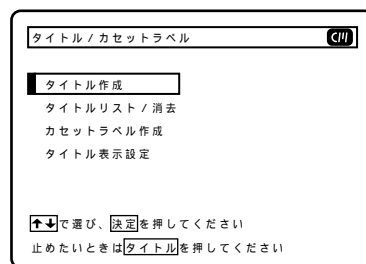 タイトル / カセットラベル
タイトル作成
タイトルリスト / 消去
カセットラベル作成
タイトル表示設定
↑↓で選び、決定を押してください
止めたいときはタイトルを押してください